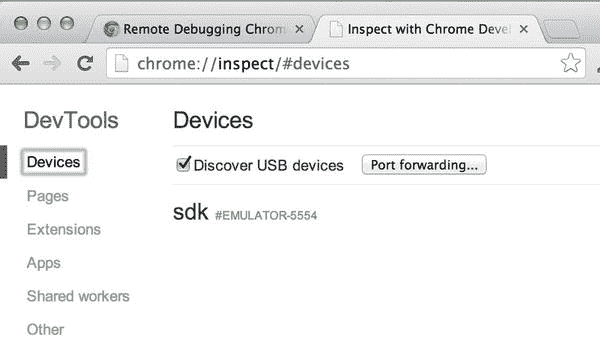 Remote Debugging Chrom
Inspect with Chrome Devel
chrome://inspect/#devices
DevTools
Devices
Pages
Extensions
Apps
Shared workers
Other
Devices
Discover USB devices
Port forwarding...
sdk #EMULATOR-5554